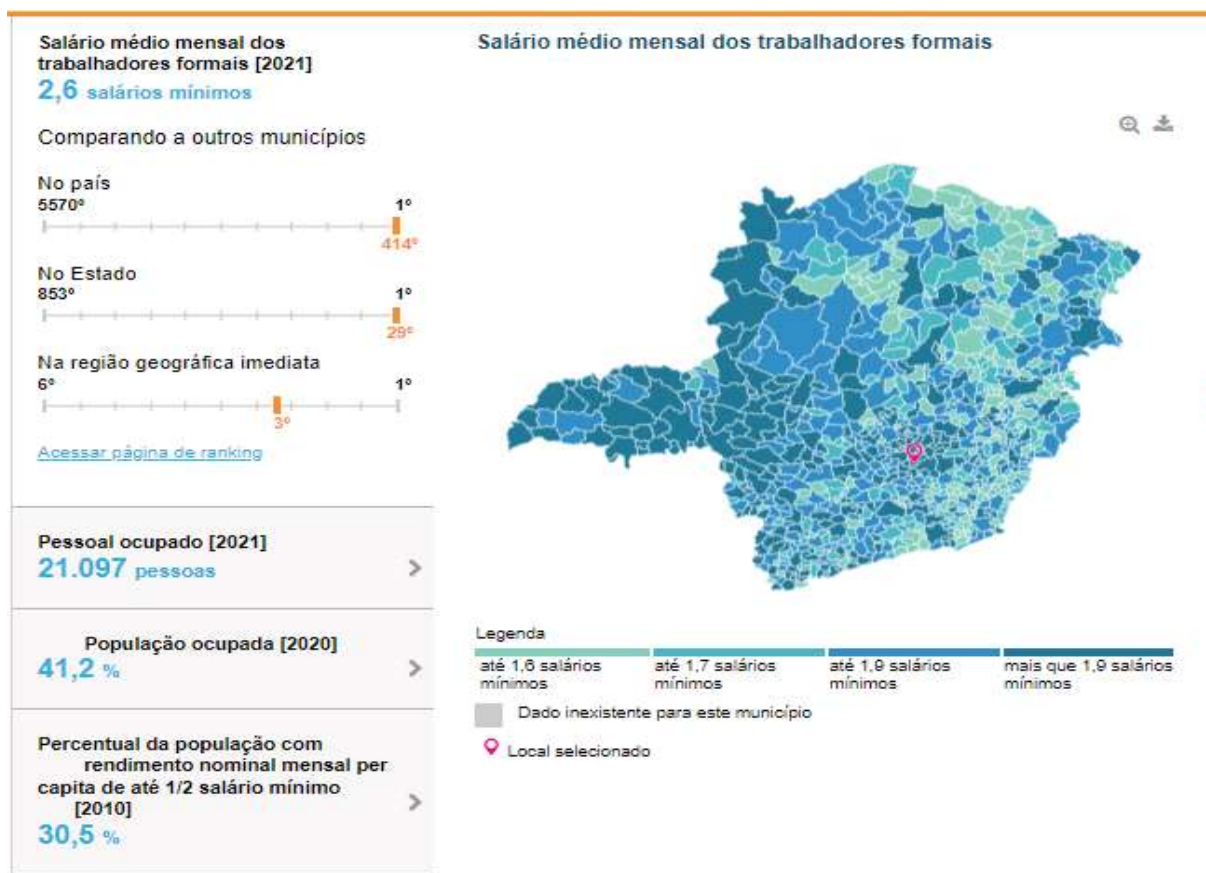 Salário médio mensal dos
trabalhadores formais [2021]
2,6 salários mínimos
Comparando a outros municípios
No país
5570º 1º
414º
No Estado
853º 1º
29º
Na região geográfica imediata
6º 1º
3º
Acessar página de ranking
Pessoal ocupado [2021]
21.097 pessoas
População ocupada [2020]
41,2 %
Percentual da população com
rendimento nominal mensal per
capita de até 1/2 salário mínimo
[2010]
30,5 %
Salário médio mensal dos trabalhadores formais
Legenda
até 1,6 salários
mínimos
até 1,7 salários
mínimos
até 1,9 salários
mínimos
mais que 1,9 salários
mínimos
Dado inexistente para este município
Local selecionado